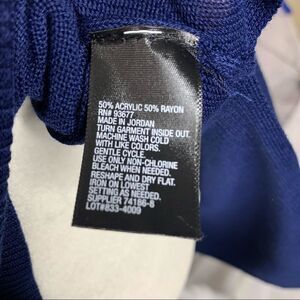 50% ACRYLIC 50% RAYON
RN# 93677
MADE IN JORDAN
TURN GARMENT INSIDE OUT.
MACHINE WASH COLD
WITH LIKE COLORS.
GENTLE CYCLE.
USE ONLY NON-CHLORINE
BLEACH WHEN NEEDED.
RESHAPE AND DRY FLAT.
IRON ON LOWEST
SETTING AS NEEDED.
SUPPLIER 74186-8
LOT#833-4009